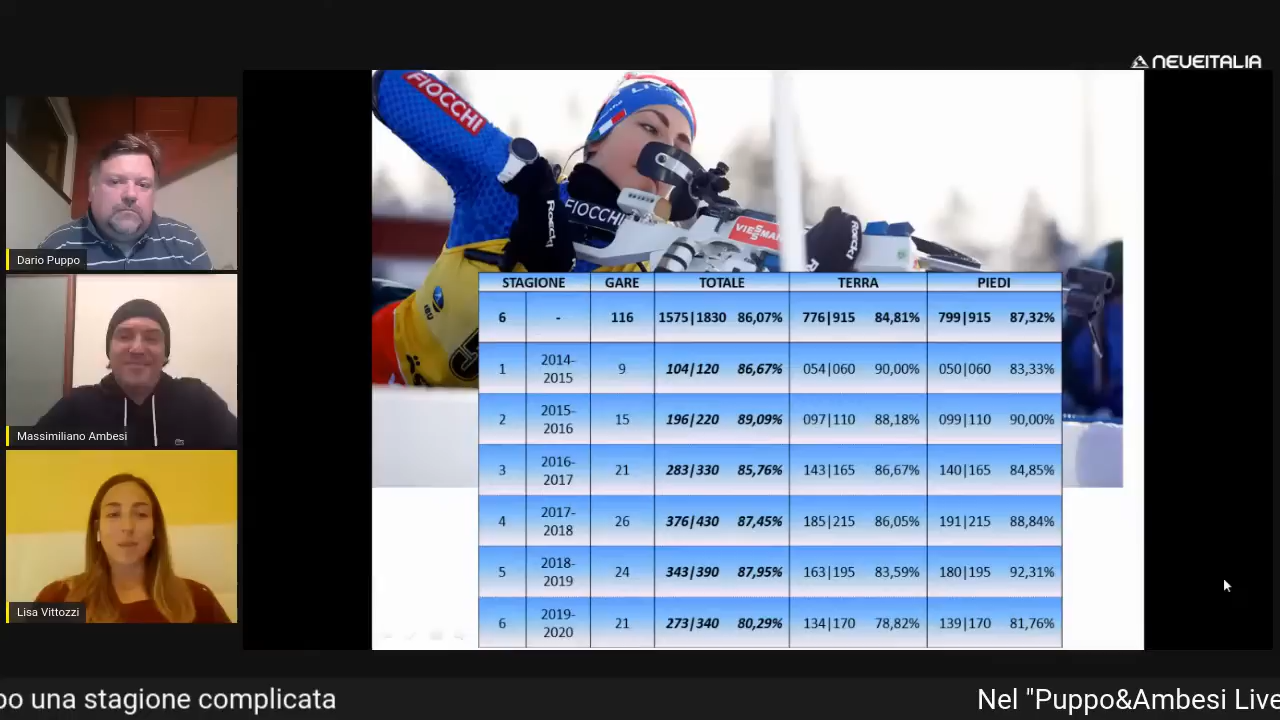 NEVEITALIA
FIOCCHI
FIOCCHI
VIESMANN
Dario Puppo
Massimiliano Ambesi
Lisa Vittozzi
STAGIONE GARE TOTALE TERRA PIEDI
6 - 116 1575|1830 86,07% 776|915 84,81% 799|915 87,32%
1 2014-2015 9 104|120 86,67% 054|060 90,00% 050|060 83,33%
2 2015-2016 15 196|220 89,09% 097|110 88,18% 099|110 90,00%
3 2016-2017 21 283|330 85,76% 143|165 86,67% 140|165 84,85%
4 2017-2018 26 376|430 87,45% 185|215 86,05% 191|215 88,84%
5 2018-2019 24 343|390 87,95% 163|195 83,59% 180|195 92,31%
6 2019-2020 21 273|340 80,29% 134|170 78,82% 139|170 81,76%
po una stagione complicata Nel "Puppo&Ambesi Live